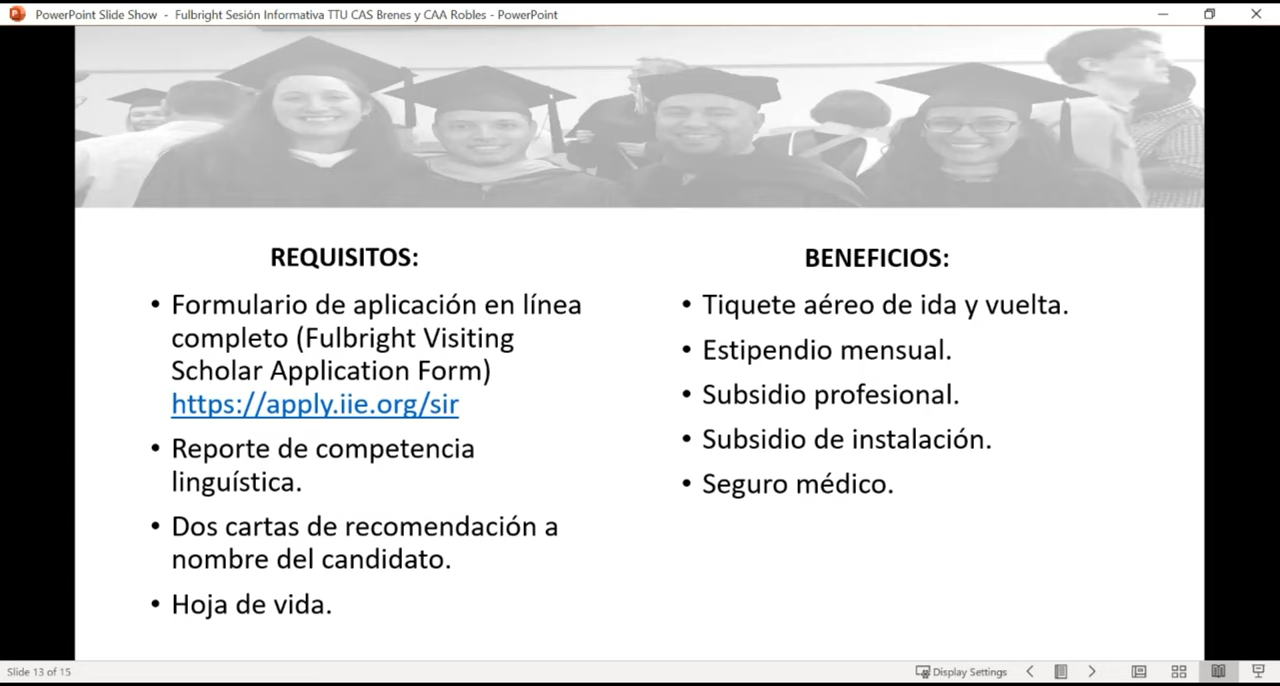 PowerPoint Slide Show - Fulbright Sesión Informativa TTU CAS Brenes y CAA Robles - PowerPoint
REQUISITOS:
• Formulario de aplicación en línea
completo (Fulbright Visiting
Scholar Application Form)
https://apply.iie.org/sir
• Reporte de competencia
linguística.
• Dos cartas de recomendación a
nombre del candidato.
• Hoja de vida.
BENEFICIOS:
• Tiquete aéreo de ida y vuelta.
• Estipendio mensual.
• Subsidio profesional.
• Subsidio de instalación.
• Seguro médico.
Slide 13 of 15
Display Settings